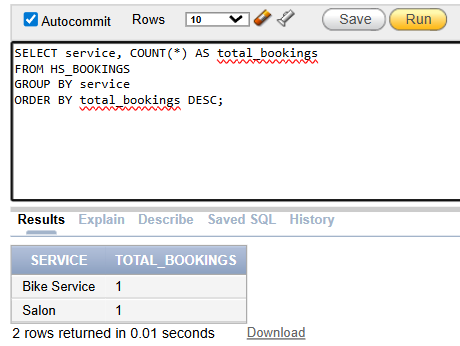 Autocommit Rows 10 Save Run
SELECT service, COUNT(*) AS total_bookings
FROM HS_BOOKINGS
GROUP BY service
ORDER BY total_bookings DESC;
Results Explain Describe Saved SQL History
SERVICE TOTAL_BOOKINGS
Bike Service 1
Salon 1
2 rows returned in 0.01 seconds Download